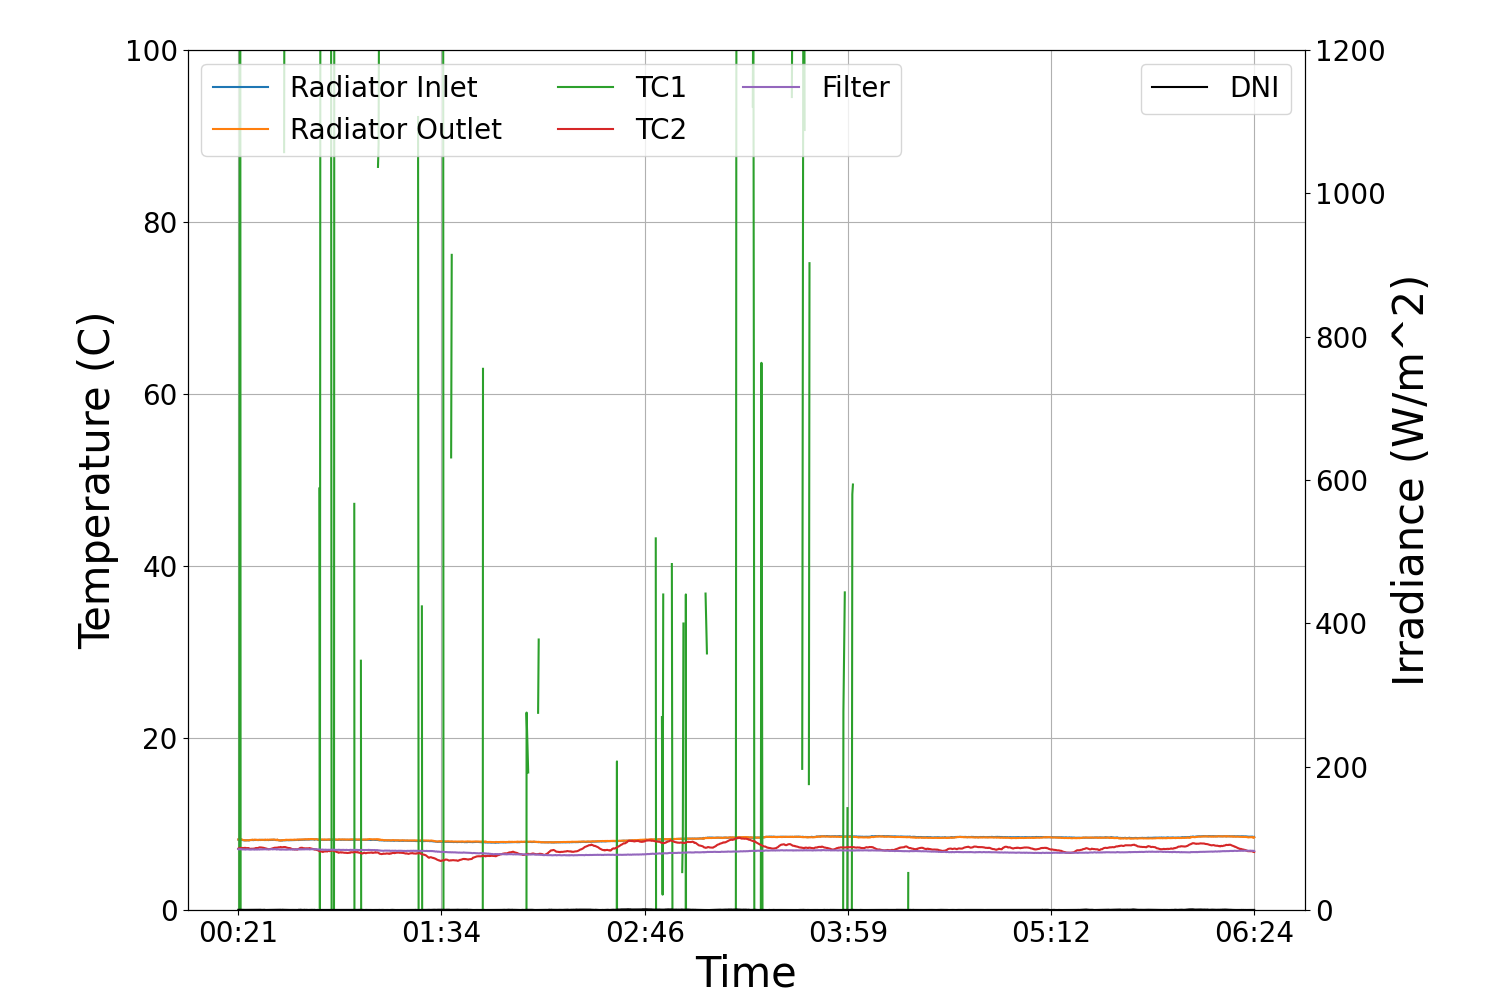 100
80
60
40
20
0
Temperature (C)
Radiator Inlet
Radiator Outlet
TC1
TC2
Filter
DNI
1200
1000
800
600
400
200
0
Irradiance (W/m^2)
00:21 01:34 02:46 03:59 05:12 06:24
Time